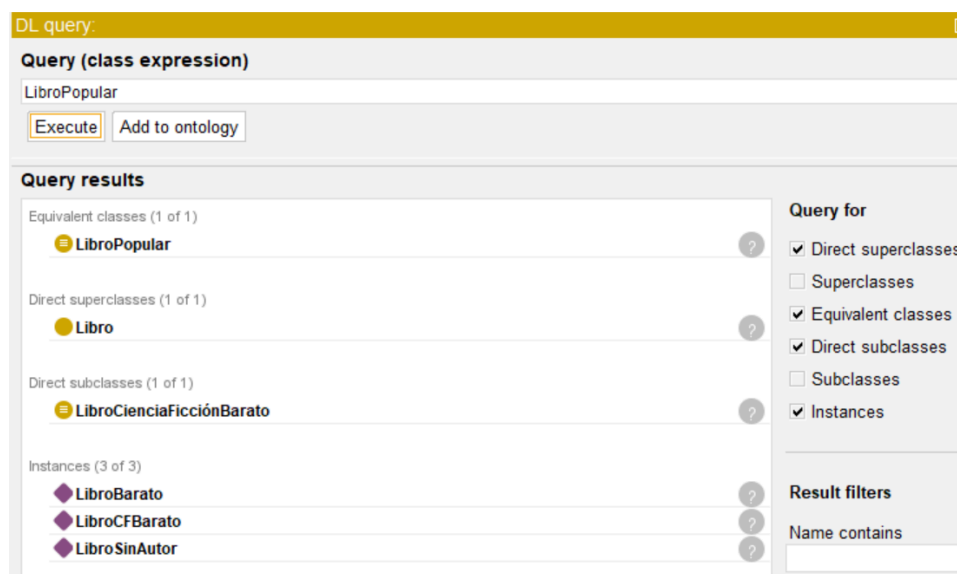 DL query:
Query (class expression)
LibroPopular
Execute
Add to ontology
Query results
Equivalent classes (1 of 1)
LibroPopular
?
Direct superclasses (1 of 1)
Libro
?
Direct subclasses (1 of 1)
LibroCienciaFicciónBarato
?
Instances (3 of 3)
LibroBarato
?
LibroCFBarato
?
LibroSinAutor
?
Query for
Direct superclasses
Superclasses
Equivalent classes
Direct subclasses
Subclasses
Instances
Result filters
Name contains